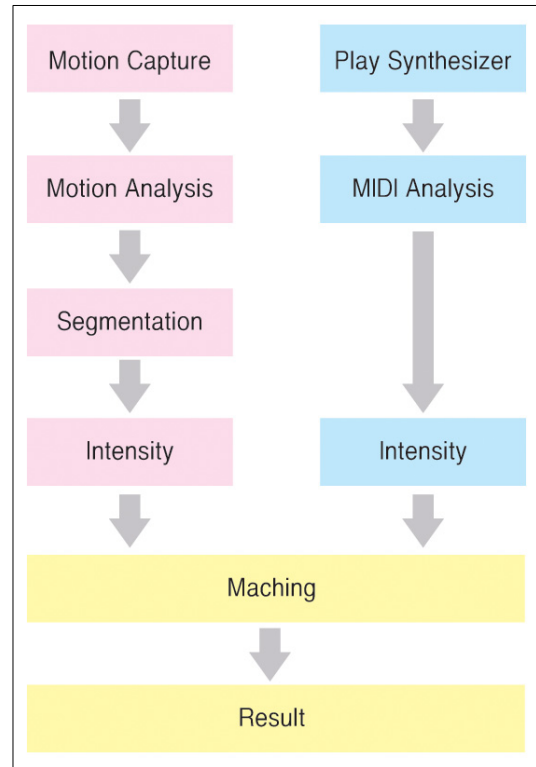 Motion Capture
Play Synthesizer
Motion Analysis
MIDI Analysis
Segmentation
Intensity
Intensity
Maching
Result